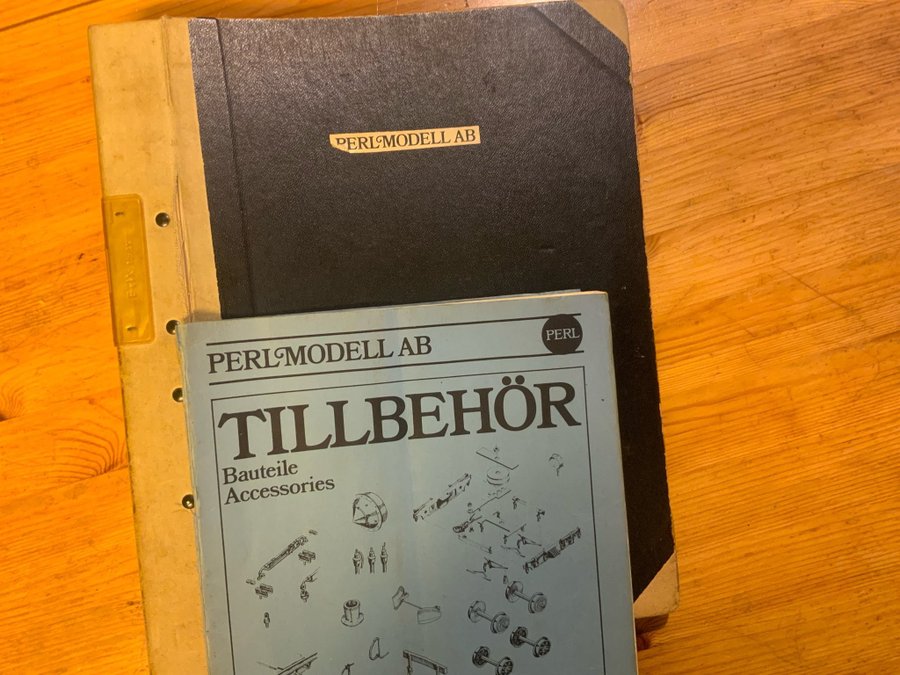 PERL MODELL AB
PERL MODELL AB
PERL
TILLBEHÖR
Bauteile
Accessories